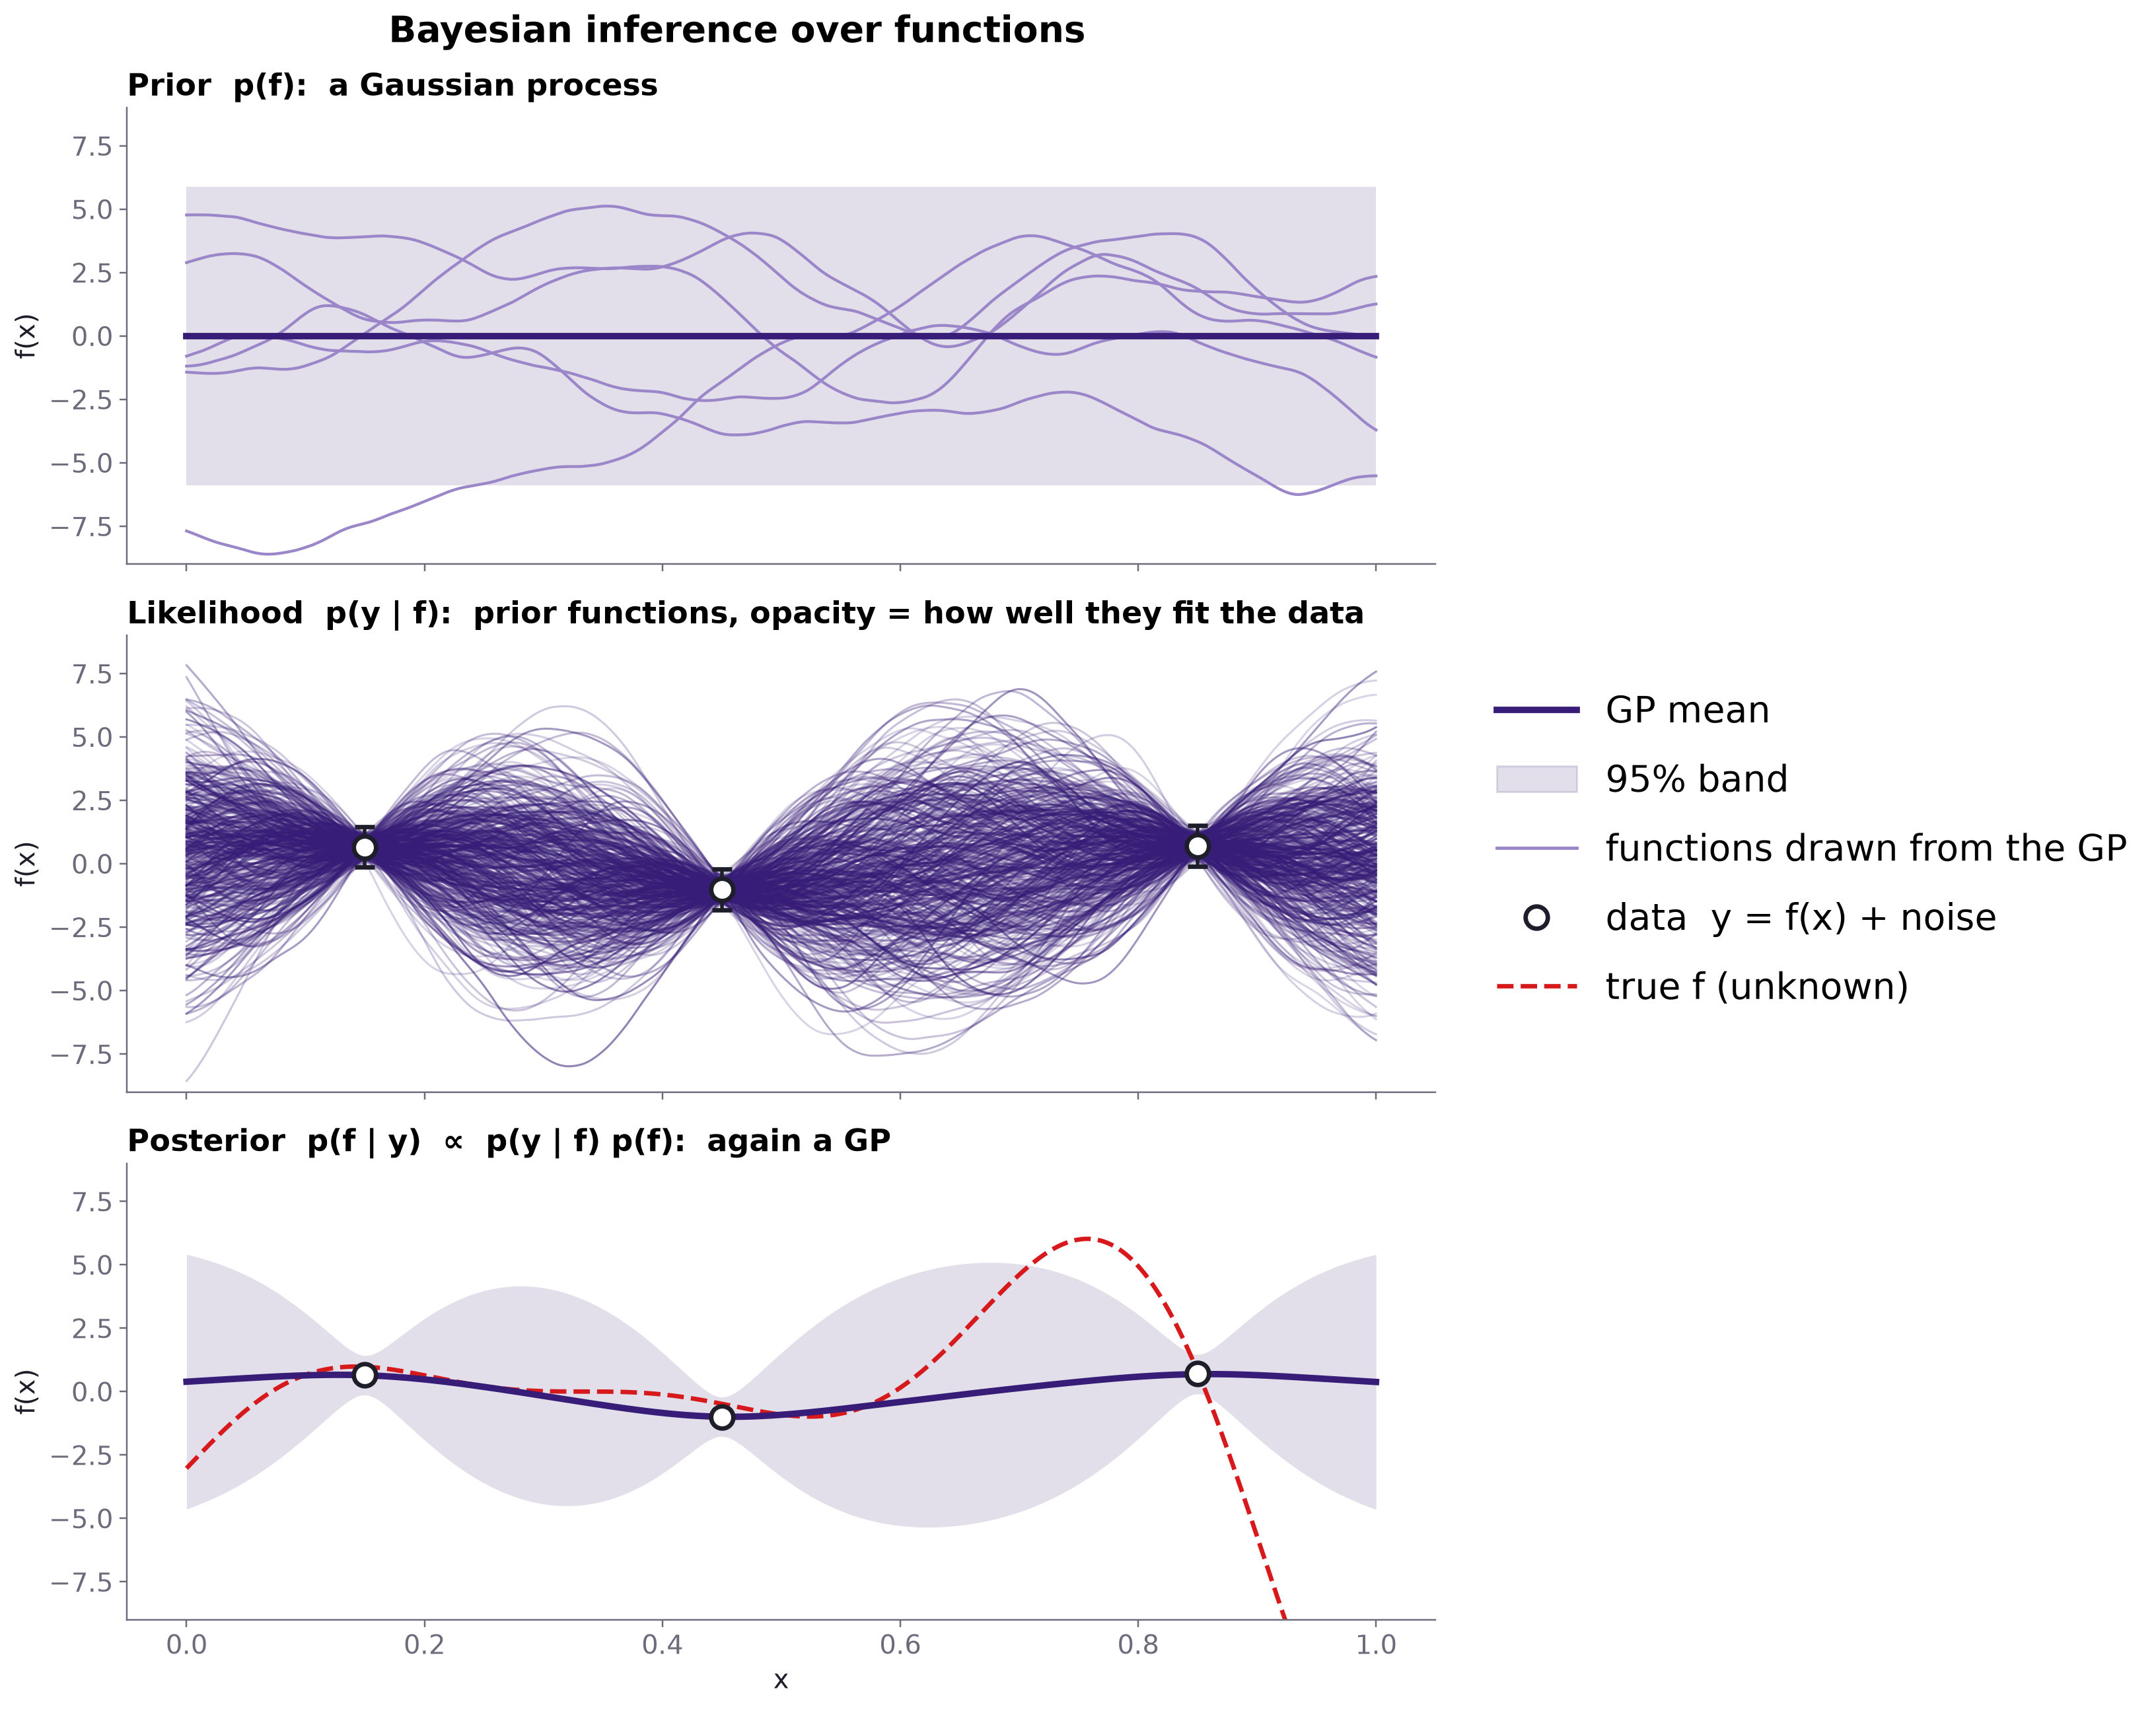 Bayesian inference over functions
Prior p(f): a Gaussian process
7.5
5.0
2.5
0.0
−2.5
−5.0
−7.5
f(x)
Likelihood p(y | f): prior functions, opacity = how well they fit the data
7.5
5.0
2.5
0.0
−2.5
−5.0
−7.5
f(x)
GP mean
95% band
functions drawn from the GP
data y = f(x) + noise
true f (unknown)
Posterior p(f | y) ∝ p(y | f) p(f): again a GP
7.5
5.0
2.5
0.0
−2.5
−5.0
−7.5
f(x)
0.0 0.2 0.4 0.6 0.8 1.0
x